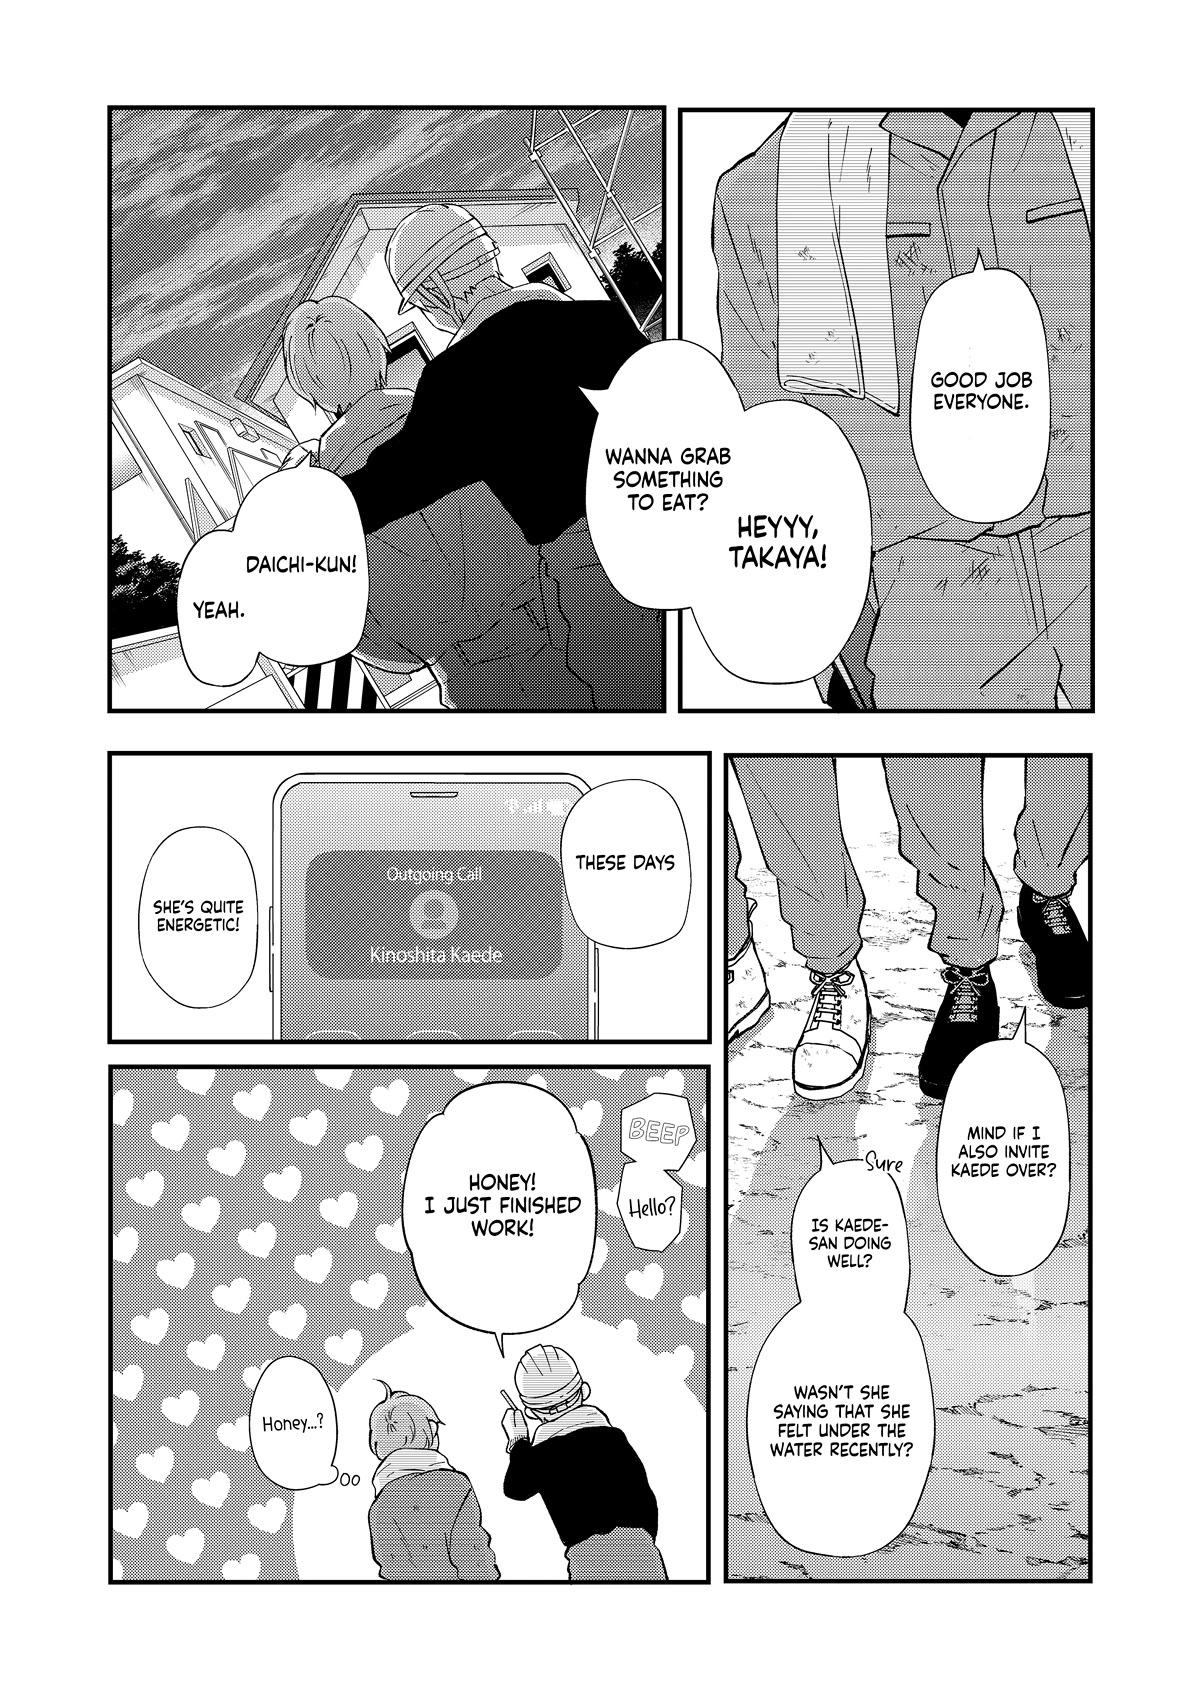 GOOD JOB
EVERYONE.
HEYYY,
TAKAYA!
WANNA GRAB
SOMETHING
TO EAT?
DAICHI-KUN!
YEAH.
MIND IF I
ALSO INVITE
KAEDE OVER?
Sure
IS KAEDE-
SAN DOING
WELL?
WASN'T SHE
SAYING THAT SHE
FELT UNDER THE
WATER RECENTLY?
THESE DAYS
Outgoing Call
Kinoshita Kaede
SHE'S QUITE
ENERGETIC!
BEEP
Hello?
HONEY!
I JUST FINISHED
WORK!
Honey...?